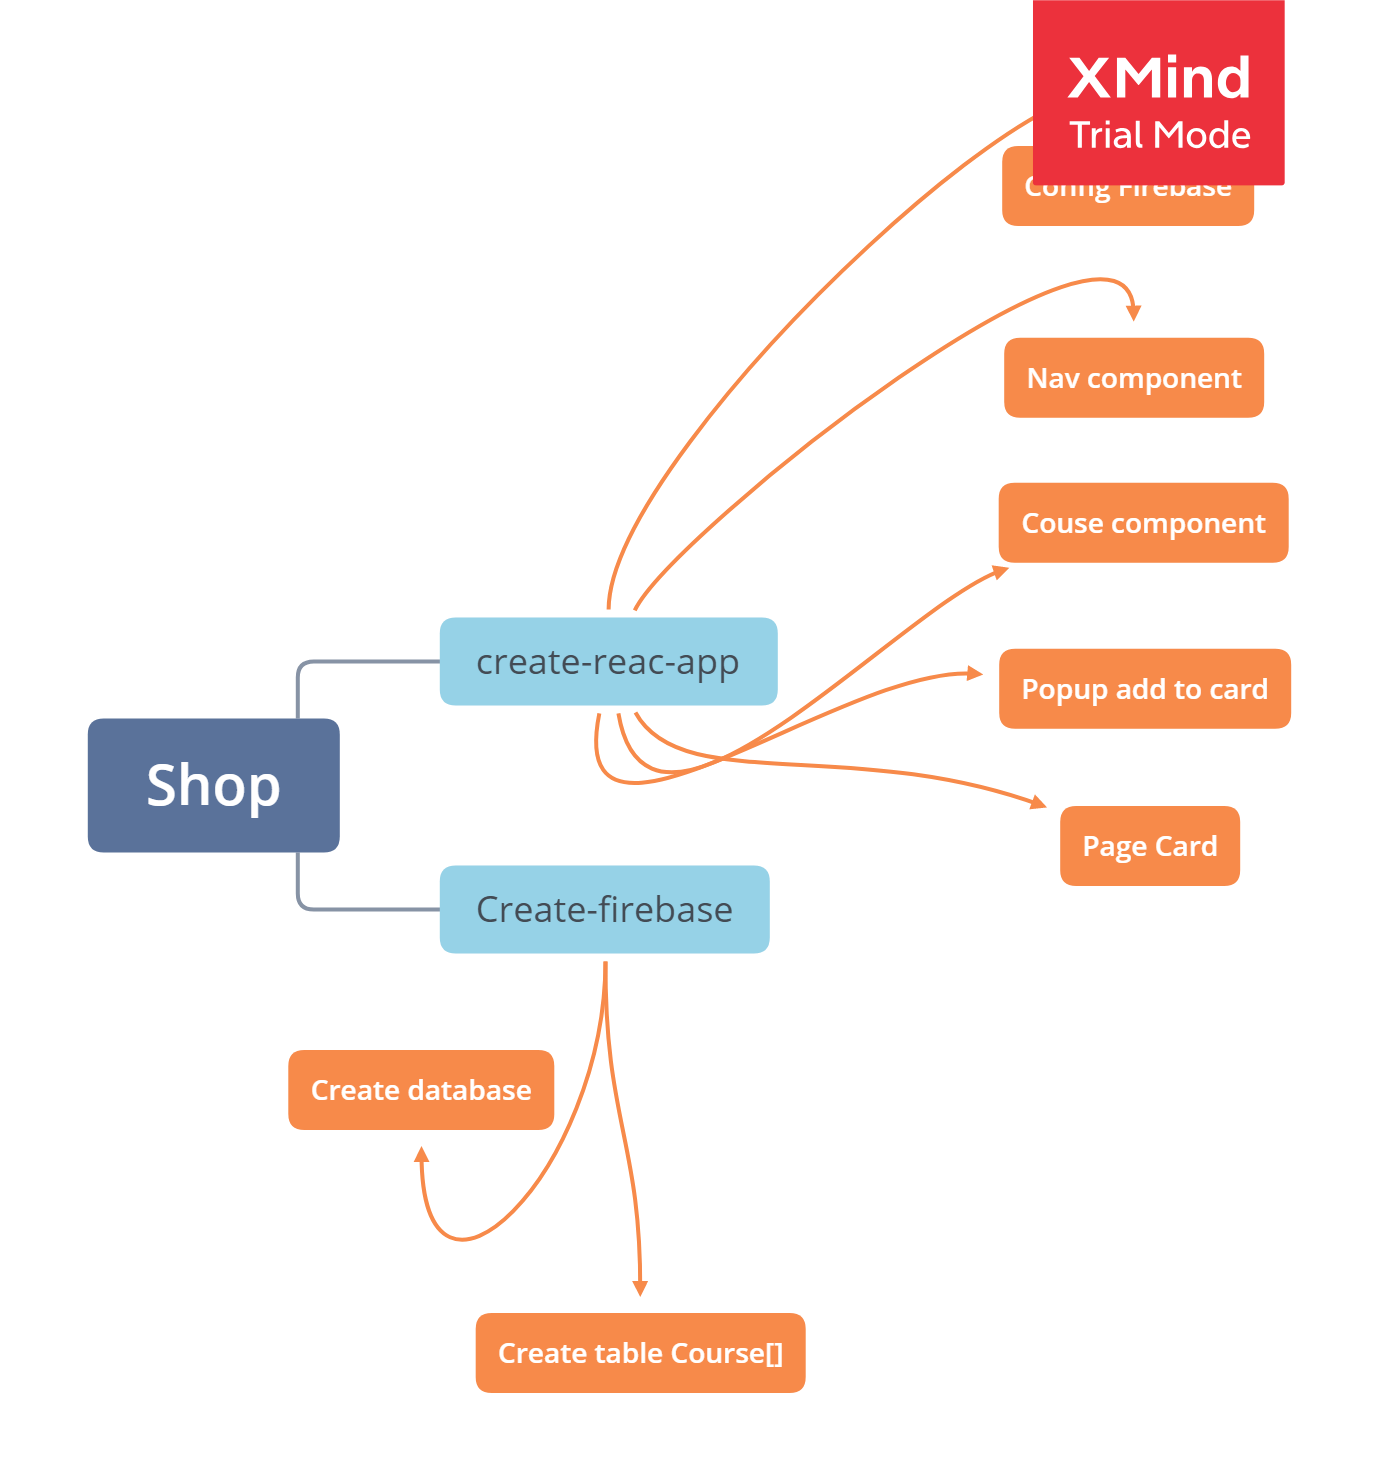 XMind
Trial Mode
Config Firebase
Nav component
Couse component
create-reac-app
Popup add to card
Shop
Page Card
Create-firebase
Create database
Create table Course[]